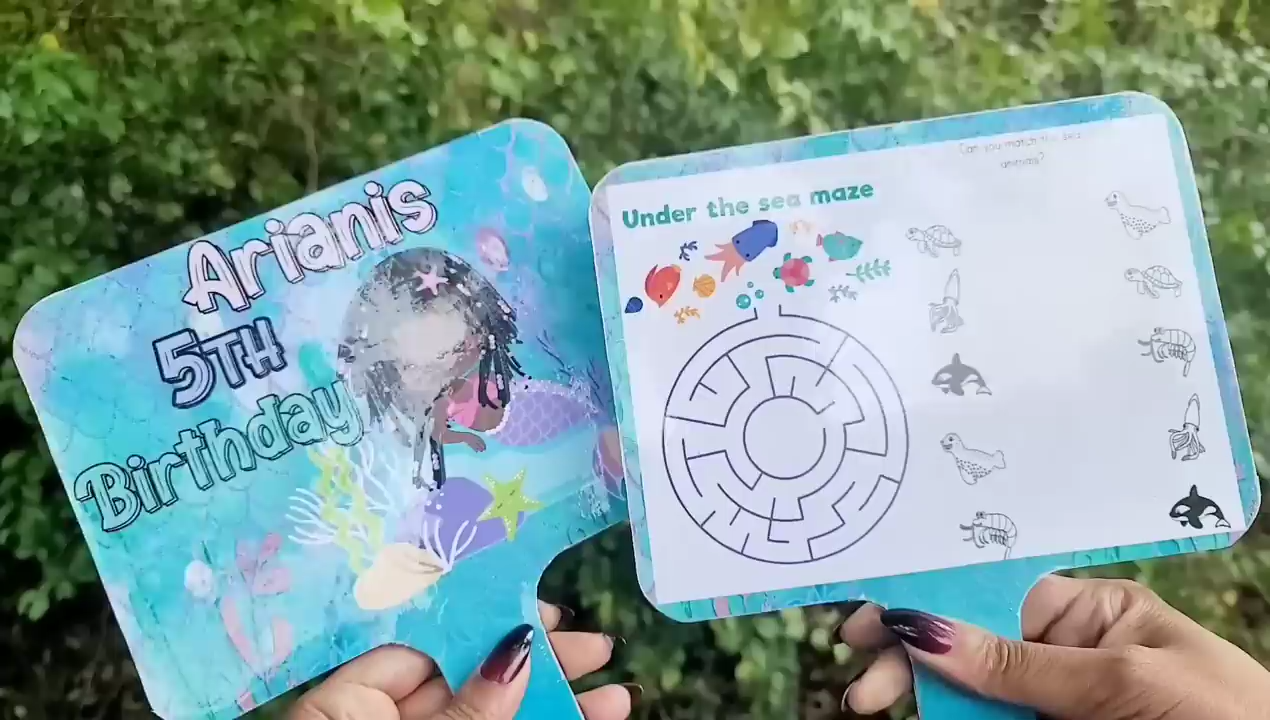 Arianis
5TH
Birthday
Under the sea maze
Can you match the sea
animals?